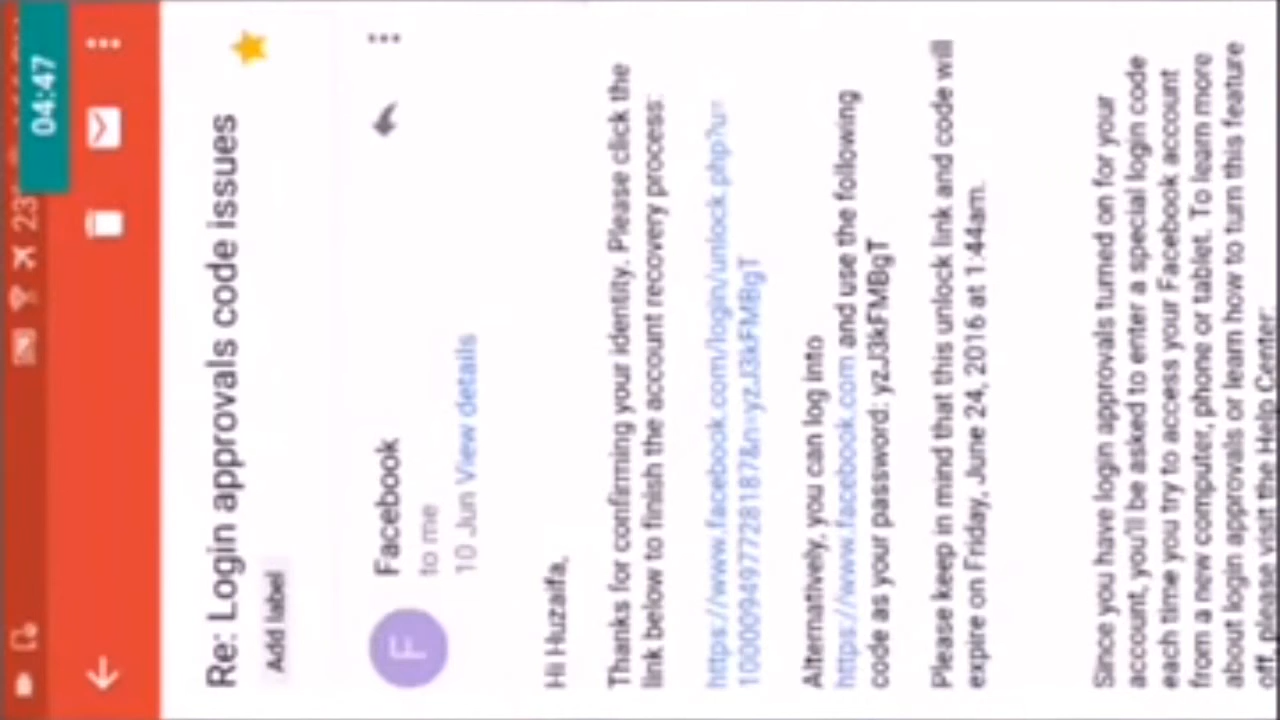 04:47
Re: Login approvals code issues
Add label
F
Facebook
to me
10 Jun View details
Hi Huzaifa,
Thanks for confirming your identity. Please click the
link below to finish the account recovery process:
https://www.facebook.com/login/unlock.php?u=
100009497728187&n=yzJ3kFMBgT
Alternatively, you can log into
https://www.facebook.com and use the following
code as your password: yzJ3kFMBgT
Please keep in mind that this unlock link and code will
expire on Friday, June 24, 2016 at 1:44am.
Since you have login approvals turned on for your
account, you'll be asked to enter a special login code
each time you try to access your Facebook account
from a new computer, phone or tablet. To learn more
about login approvals or learn how to turn this feature
off, please visit the Help Center: